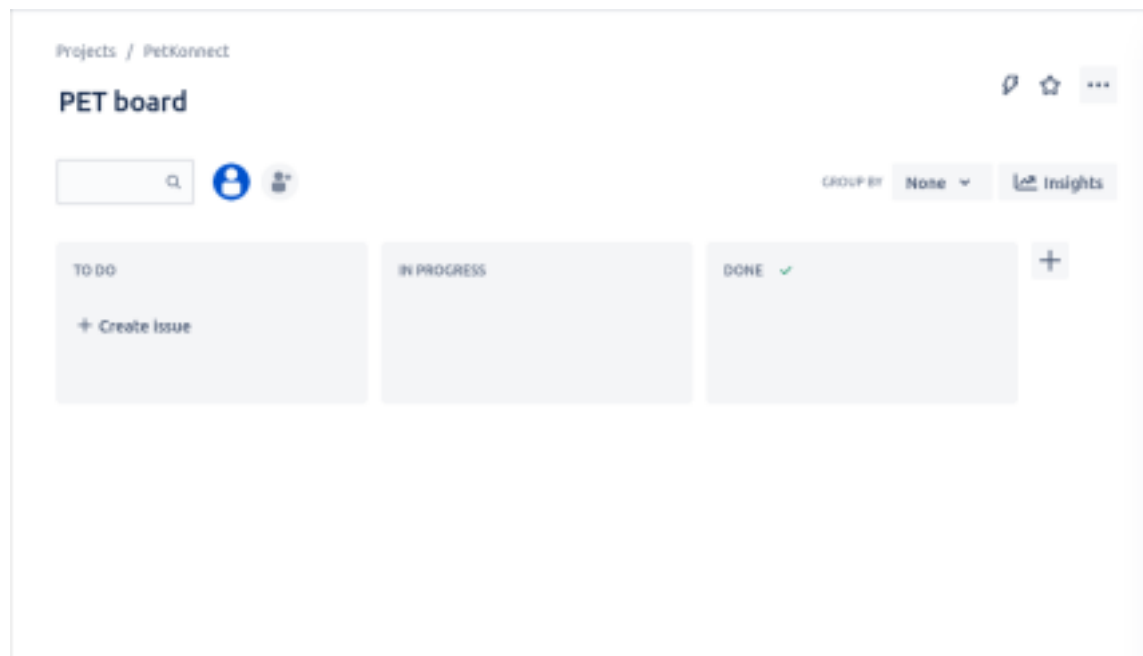 Projects / PetKonnect
PET board
GROUP BY None Insights
TO DO IN PROGRESS DONE
+ Create issue